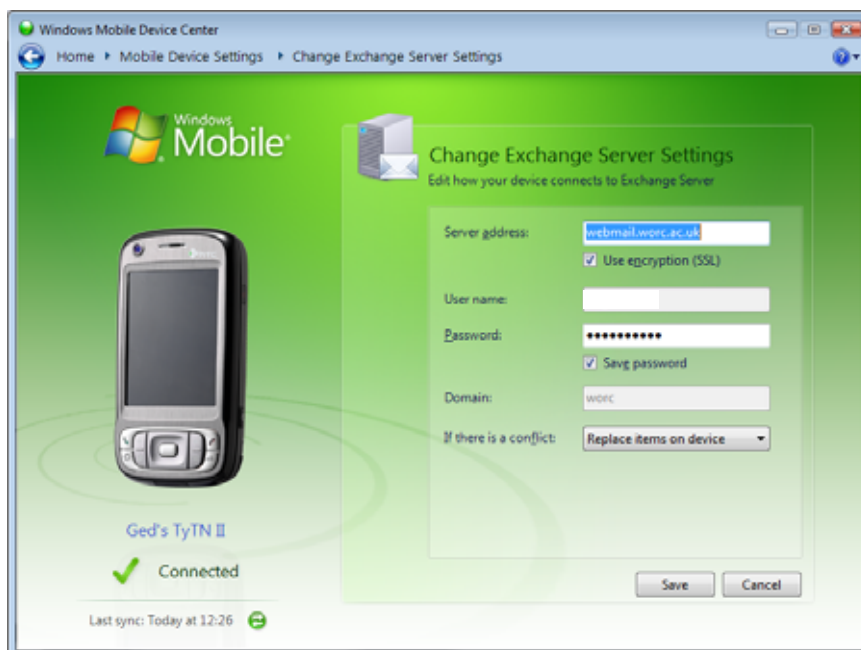 Windows Mobile Device Center
Home Mobile Device Settings Change Exchange Server Settings
Windows
Mobile
Change Exchange Server Settings
Edit how your device connects to Exchange Server
Server address: webmail.worc.ac.uk
Use encryption (SSL)
User name:
Password: ••••••••••
Save password
Domain: worc
If there is a conflict: Replace items on device
Ged's TyTN II
Connected
Save Cancel
Last sync: Today at 12:26